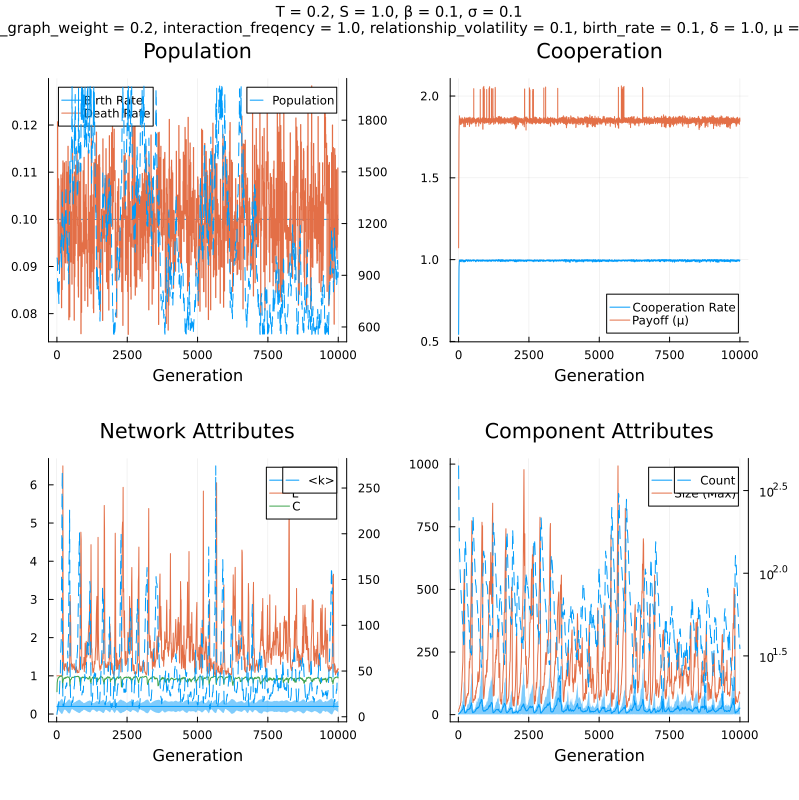 T = 0.2, S = 1.0, β = 0.1, σ = 0.1
_graph_weight = 0.2, interaction_freqency = 1.0, relationship_volatility = 0.1, birth_rate = 0.1, δ = 1.0, μ =
Population
Cooperation
Birth Rate
Death Rate
Population
0.12
0.11
0.10
0.09
0.08
1800
1500
1200
900
600
0
2500
5000
7500
10000
Generation
2.0
1.5
1.0
0.5
Cooperation Rate
Payoff (μ)
0
2500
5000
7500
10000
Generation
Network Attributes
Component Attributes
6
5
4
3
2
1
0
<k>
C
250
200
150
100
50
0
0
2500
5000
7500
10000
Generation
1000
750
500
250
0
Count
Size (Max)
10^2.5
10^2.0
10^1.5
0
2500
5000
7500
10000
Generation